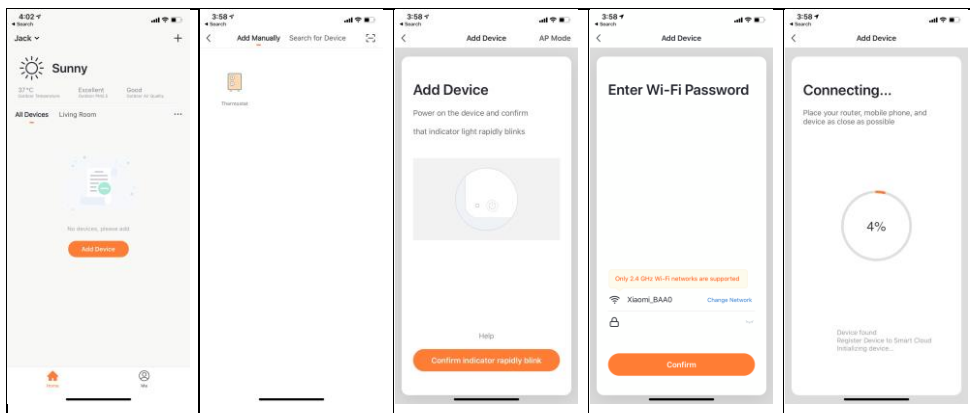 4:02
Search
Jack
+
Sunny
37°C
Excellent
Good
Outdoor Temperature
Outdoor PM2.5
Outdoor Air Quality
All Devices
Living Room
...
No devices, please add
Add Device
Home
Me
3:58
Search
Add Manually
Search for Device
Thermostat
3:58
Search
Add Device
AP Mode
Add Device
Power on the device and confirm
that indicator light rapidly blinks
Help
Confirm indicator rapidly blink
3:58
Search
Add Device
Enter Wi-Fi Password
Only 2.4 GHz Wi-Fi networks are supported
Xiaomi_BAA0
Change Network
Confirm
3:58
Search
Add Device
Connecting...
Place your router, mobile phone, and
device as close as possible
4%
Device found
Register Device to Smart Cloud
Initializing device...